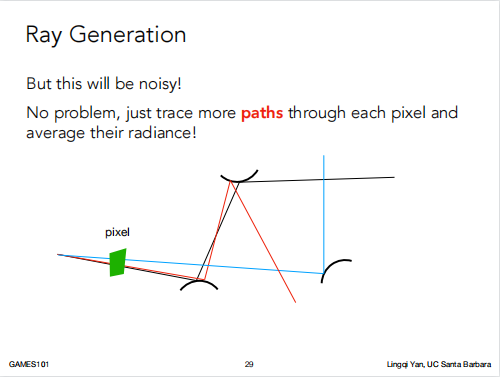 Ray Generation
But this will be noisy!
No problem, just trace more paths through each pixel and
average their radiance!
pixel
GAMES101
29
Lingqi Yan, UC Santa Barbara